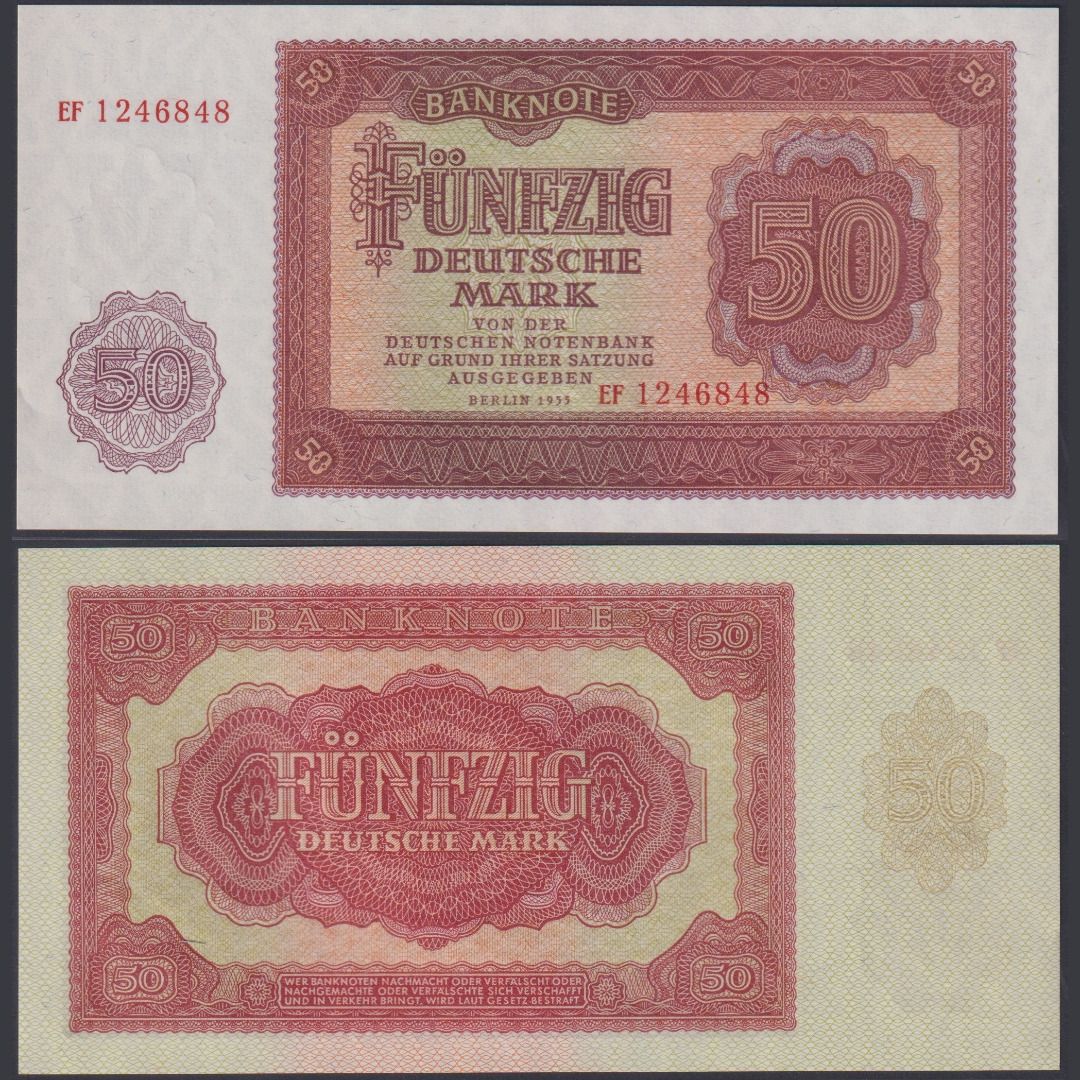 50
50
BANKNOTE
EF 1246848
FÜNFZIG
DEUTSCHE
MARK
50
VON DER
DEUTSCHEN NOTENBANK
AUF GRUND IHRER SATZUNG
AUSGEGEBEN
EF 1246848
BERLIN 1955
50
50
50
BANKNOTE
50
50
FÜNFZIG
DEUTSCHE MARK
50
50
WER BANKNOTEN NACHMACHT ODER VERFÄLSCHT ODER
NACHGEMACHTE ODER VERFÄLSCHTE SICH VERSCHAFFT
UND IN VERKEHR BRINGT, WIRD LAUT GESETZ BESTRAFT
50